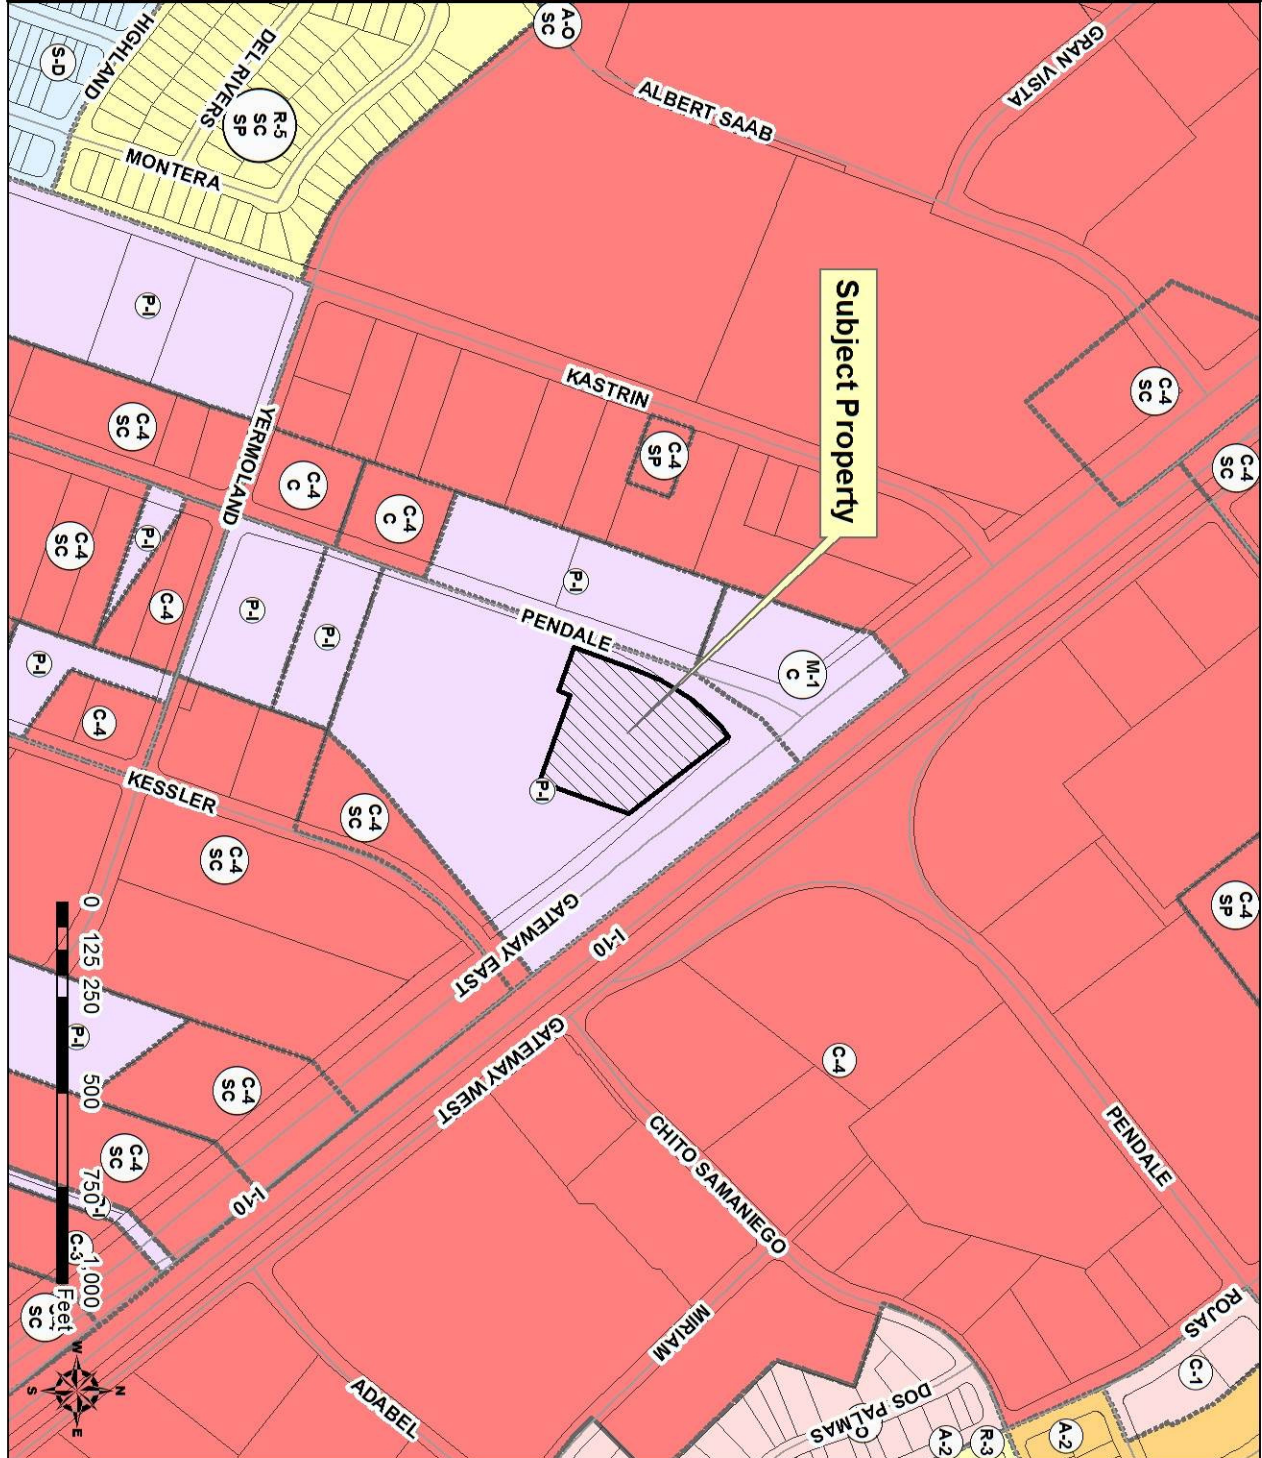 GRAN VISTA
A-O
SC
ALBERT SAAB
HIGHLAND
DEL RIVERS
S-D
R-5
SC
SP
MONTERA
Subject Property
P-I
KASTRIN
C-4
SC
C-4
SC
C-4
SP
C-4
SC
YERMOLAND
C-4
C
C-4
C
P-I
C-4
SC
P-I
C-4
P-I
P-I
P-I
PENDALE
M-1
C
P-I
C-4
KESSLER
P-I
C-4
SC
C-4
SC
GATEWAY EAST
I-10
C-4
SP
GATEWAY WEST
C-4
PENDALE
CHITO SAMANIEGO
P-I
C-4
SC
C-4
SC
I-10
C-3
SC
MIRIAM
ADABEL
ROJAS
C-1
DOS PALMAS
A-2
R-3
A-2
0 125 250 500 750 1,000
Feet
N
E
S
W